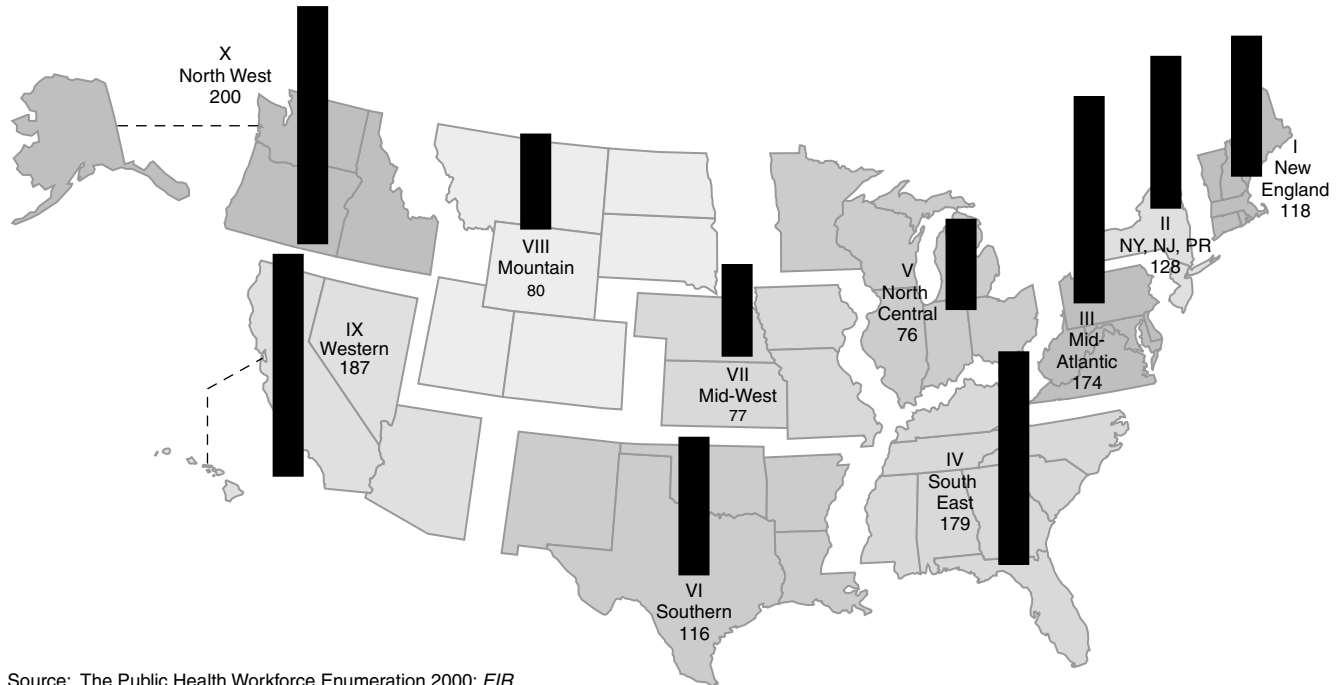 X
North West
200
I
New
England
118
II
NY, NJ, PR
128
VIII
Mountain
80
V
North
Central
76
III
Mid-
Atlantic
174
IX
Western
187
VII
Mid-West
77
IV
South
East
179
VI
Southern
116
Source: The Public Health Workforce Enumeration 2000; EIR